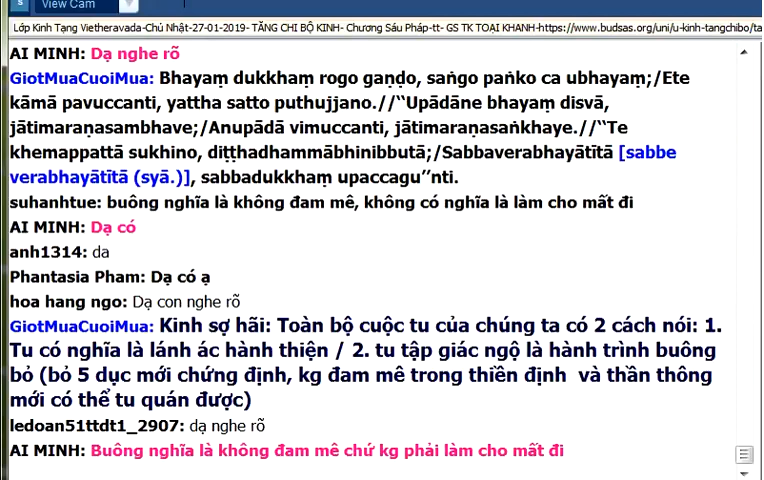 View Cam
Lớp Kinh Tạng Vietheravada-Chú Nhật-27-01-2019- TĂNG CHI BỘ KINH- Chương Sáu Pháp-tt- GS TK TOẠI KHANH-https://www.budsas.org/uni/u-kinh-tangchibo/ta
AI MINH: Dạ nghe rõ
GiotMuaCuoiMua: Bhayaṃ dukkhaṃ rogo gaṇḍo, saṅgo paṅko ca ubhayaṃ;/Ete
kāmā pavuccanti, yattha satto puthujjano.//“Upādāne bhayaṃ disvā,
jātimaraṇasambhave;/Anupādā vimuccanti, jātimaraṇasaṅkhaye.//“Te
khemappattā sukhino, diṭṭhadhammābhinibbutā;/Sabbaverabhayātītā [sabbe
verabhayātītā (syā.)], sabbadukkhaṃ upaccagu”nti.
suhanhtue: buông nghĩa là không đam mê, không có nghĩa là làm cho mất đi
AI MINH: Dạ có
anh1314: da
Phantasia Pham: Dạ có ạ
hoa hang ngo: Dạ con nghe rõ
GiotMuaCuoiMua: Kinh sợ hãi: Toàn bộ cuộc tu của chúng ta có 2 cách nói: 1.
Tu có nghĩa là lánh ác hành thiện / 2. tu tập giác ngộ là hành trình buông
bỏ (bỏ 5 dục mới chứng định, kg đam mê trong thiền định và thần thông
mới có thể tu quán được)
ledoan51ttdt1_2907: dạ nghe rõ
AI MINH: Buông nghĩa là không đam mê chứ kg phải làm cho mất đi